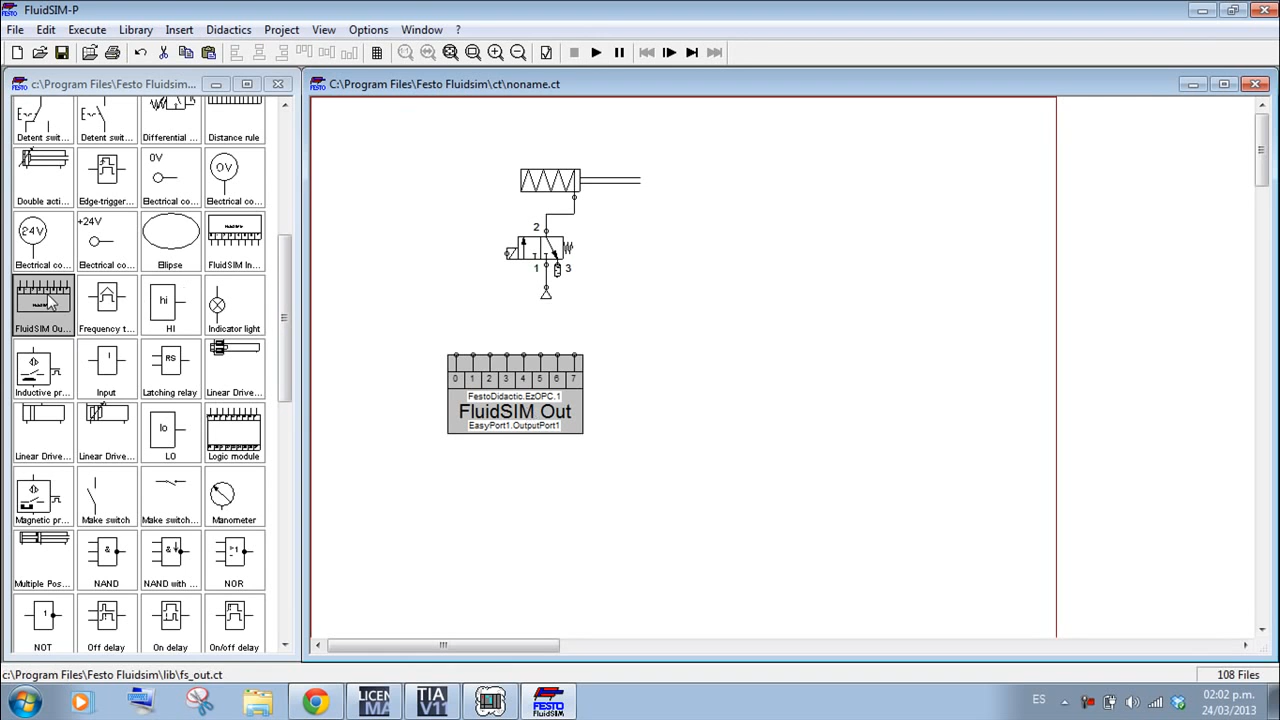 FluidSIM-P
File Edit Execute Library Insert Didactics Project View Options Window ?
c:\Program Files\Festo Fluidsim...
Detent swit... Detent swit... Differential ... Distance rule
0V 0V
Double acti... Edge-trigger... Electrical co... Electrical co...
24V +24V
Electrical co... Electrical co... Ellipse FluidSIM In...
hi
FluidSIM Ou... Frequency t... HI Indicator light
I RS
Inductive pr... Input Latching relay Linear Drive...
lo
Linear Drive... Linear Drive... LO Logic module
Magnetic pr... Make switch Make switch... Manometer
& & >1
Multiple Pos... NAND NAND with ... NOR
1
NOT Off delay On delay On/off delay
C:\Program Files\Festo Fluidsim\ct\noname.ct
2
1 3
0 1 2 3 4 5 6 7
FestoDidactic.EzOPC.1
FluidSIM Out
EasyPort1.OutputPort1
c:\Program Files\Festo Fluidsim\lib\fs_out.ct 108 Files
LICEN
MA
TIA
V11
FESTO
FluidSIM
ES
02:02 p.m.
24/03/2013